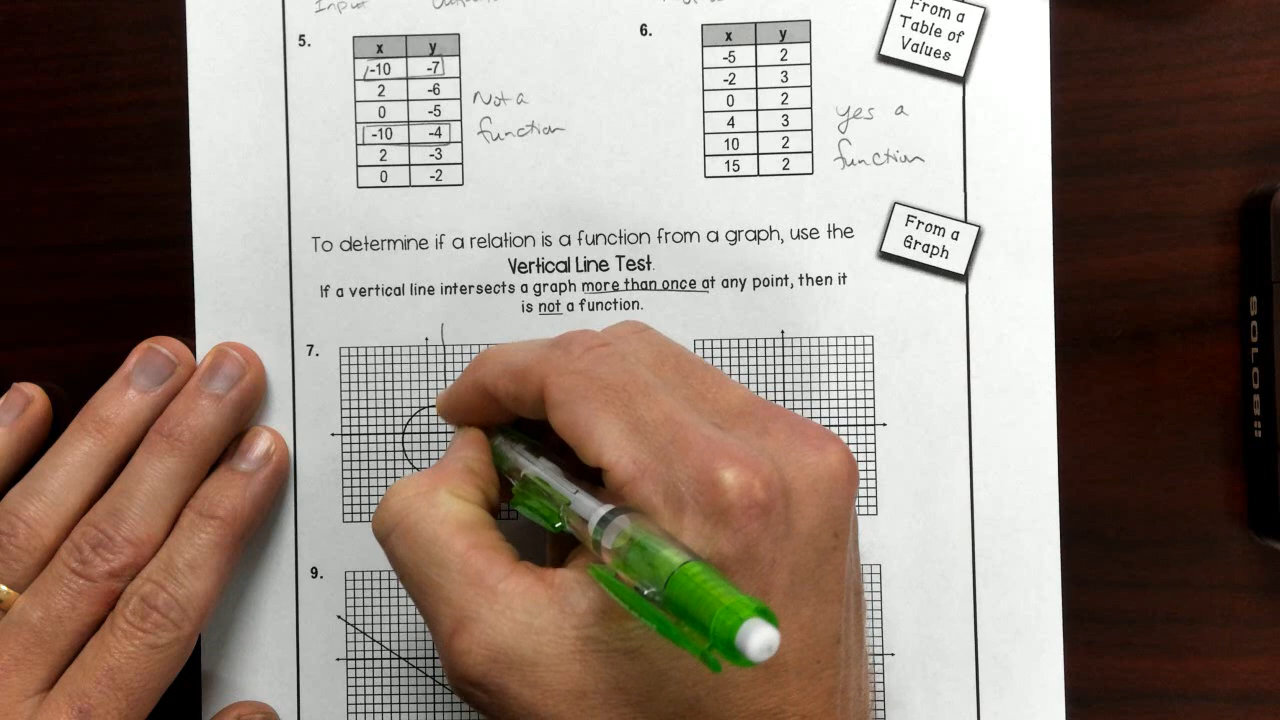 Input
From a
Table of
Values
5.
x y
-10 -7
2 -6
0 -5
-10 -4
2 -3
0 -2
Not a
function
6.
x y
-5 2
-2 3
0 2
4 3
10 2
15 2
yes a
function
To determine if a relation is a function from a graph, use the
Vertical Line Test.
If a vertical line intersects a graph more than once at any point, then it
is not a function.
From a
Graph
7.
9.
SOLO8